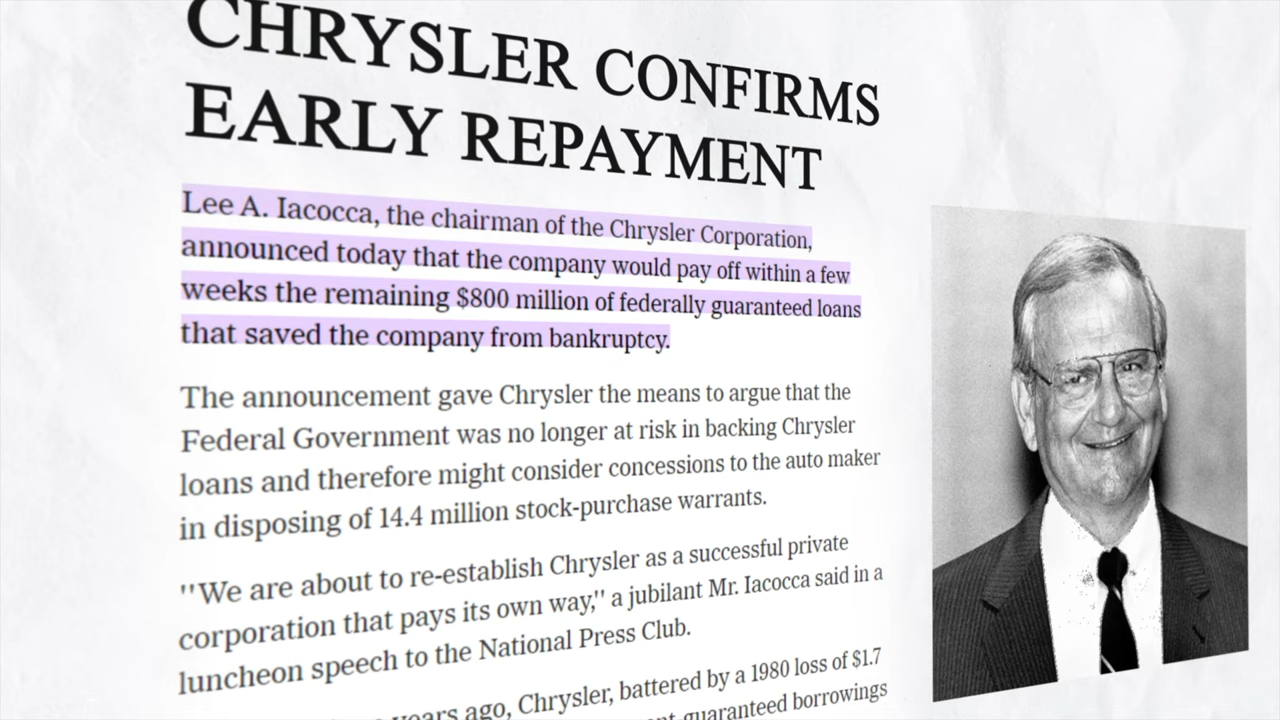 CHRYSLER CONFIRMS
EARLY REPAYMENT
Lee A. Iacocca, the chairman of the Chrysler Corporation,
announced today that the company would pay off within a few
weeks the remaining $800 million of federally guaranteed loans
that saved the company from bankruptcy.
The announcement gave Chrysler the means to argue that the
Federal Government was no longer at risk in backing Chrysler
loans and therefore might consider concessions to the auto maker
in disposing of 14.4 million stock-purchase warrants.
''We are about to re-establish Chrysler as a successful private
corporation that pays its own way,'' a jubilant Mr. Iacocca said in a
luncheon speech to the National Press Club.
years ago, Chrysler, battered by a 1980 loss of $1.7
guaranteed borrowings